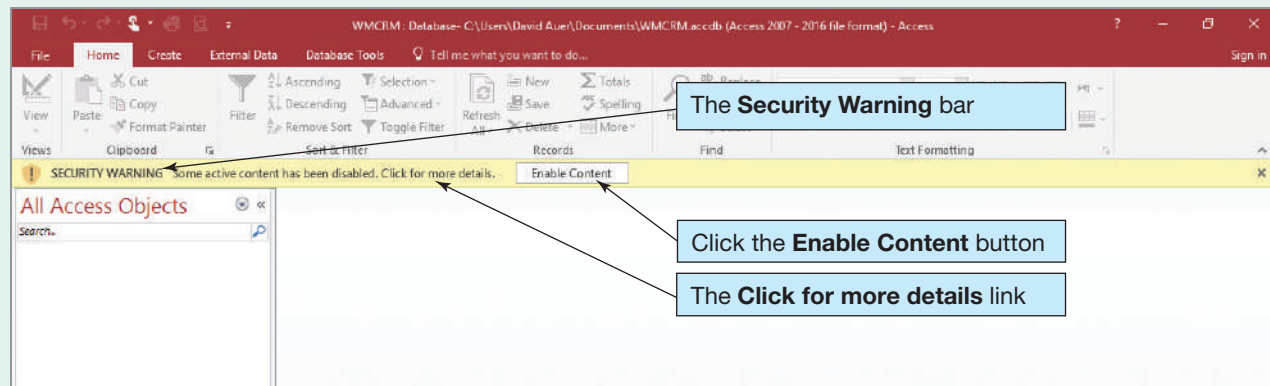 WMCRM : Database- C:\Users\David Auer\Documents\WMCRM.accdb (Access 2007 - 2016 file format) - Access
? 
File Home Create External Data Database Tools Tell me what you want to do... Sign in
View
Paste
Cut
Copy
Format Painter
Filter
Ascending
Descending
Remove Sort
Selection
Advanced
Toggle Filter
Refresh
All
New
Save
Delete
Totals
Spelling
More
Views Clipboard Sort & Filter Records Find Text Formatting
The Security Warning bar
SECURITY WARNING Some active content has been disabled. Click for more details. Enable Content
All Access Objects
Search..
Click the Enable Content button
The Click for more details link